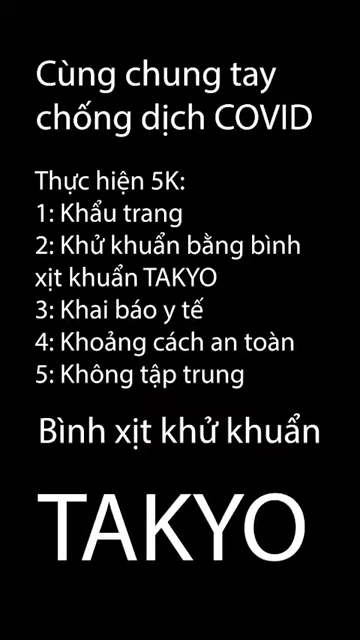 Cùng chung tay
chống dịch COVID
Thực hiện 5K:
1: Khẩu trang
2: Khử khuẩn bằng bình
xịt khuẩn TAKYO
3: Khai báo y tế
4: Khoảng cách an toàn
5: Không tập trung
Bình xịt khử khuẩn
TAKYO